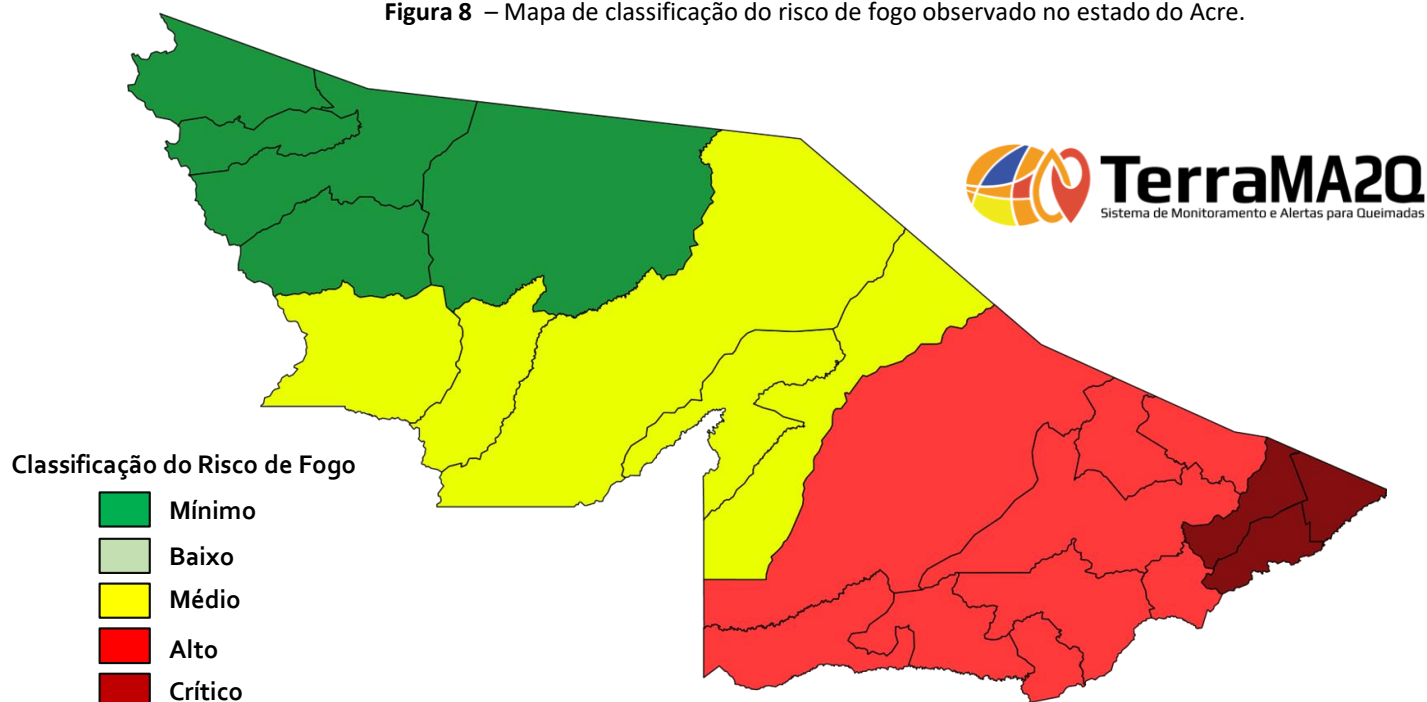 Figura 8 – Mapa de classificação do risco de fogo observado no estado do Acre.
TerraMA2Q
Sistema de Monitoramento e Alertas para Queimadas
Classificação do Risco de Fogo
Mínimo
Baixo
Médio
Alto
Crítico